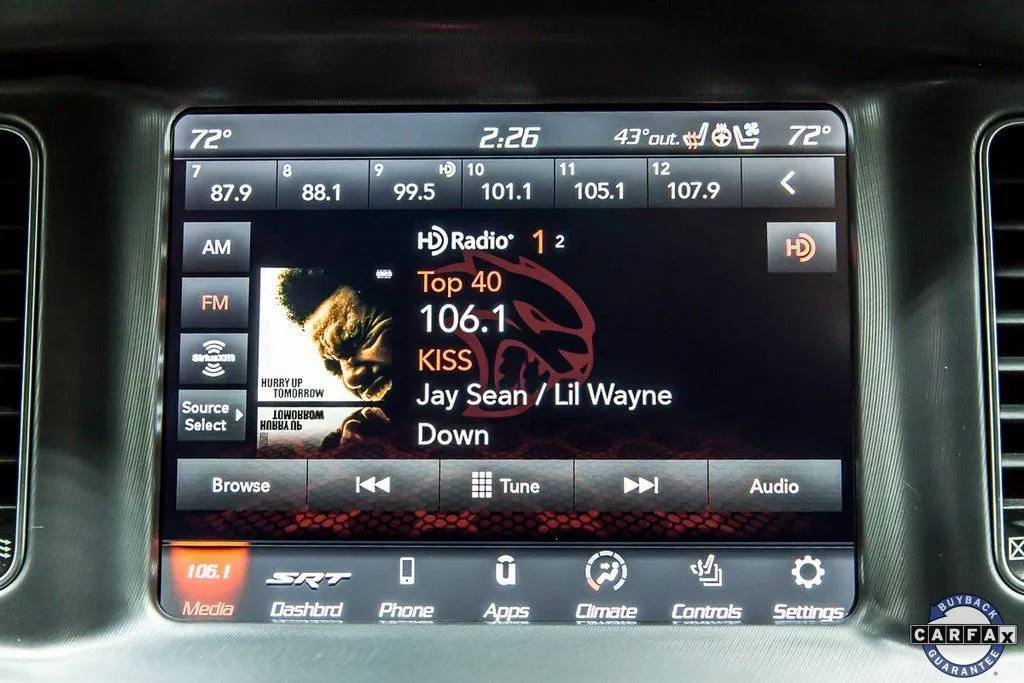 72° 2:26 43°out. 72°
7 8 9 HD 10 11 12
87.9 88.1 99.5 101.1 105.1 107.9
AM
HD Radio 1 2
HD
Top 40
FM
106.1
SiriusXM
KISS
HURRY UP
TOMORROW
Jay Sean / Lil Wayne
Source
Select
Down
Browse Tune Audio
106.1 SRT
Media Dashbrd Phone Apps Climate Controls Settings
BUYBACK
CARFAX
GUARANTEE